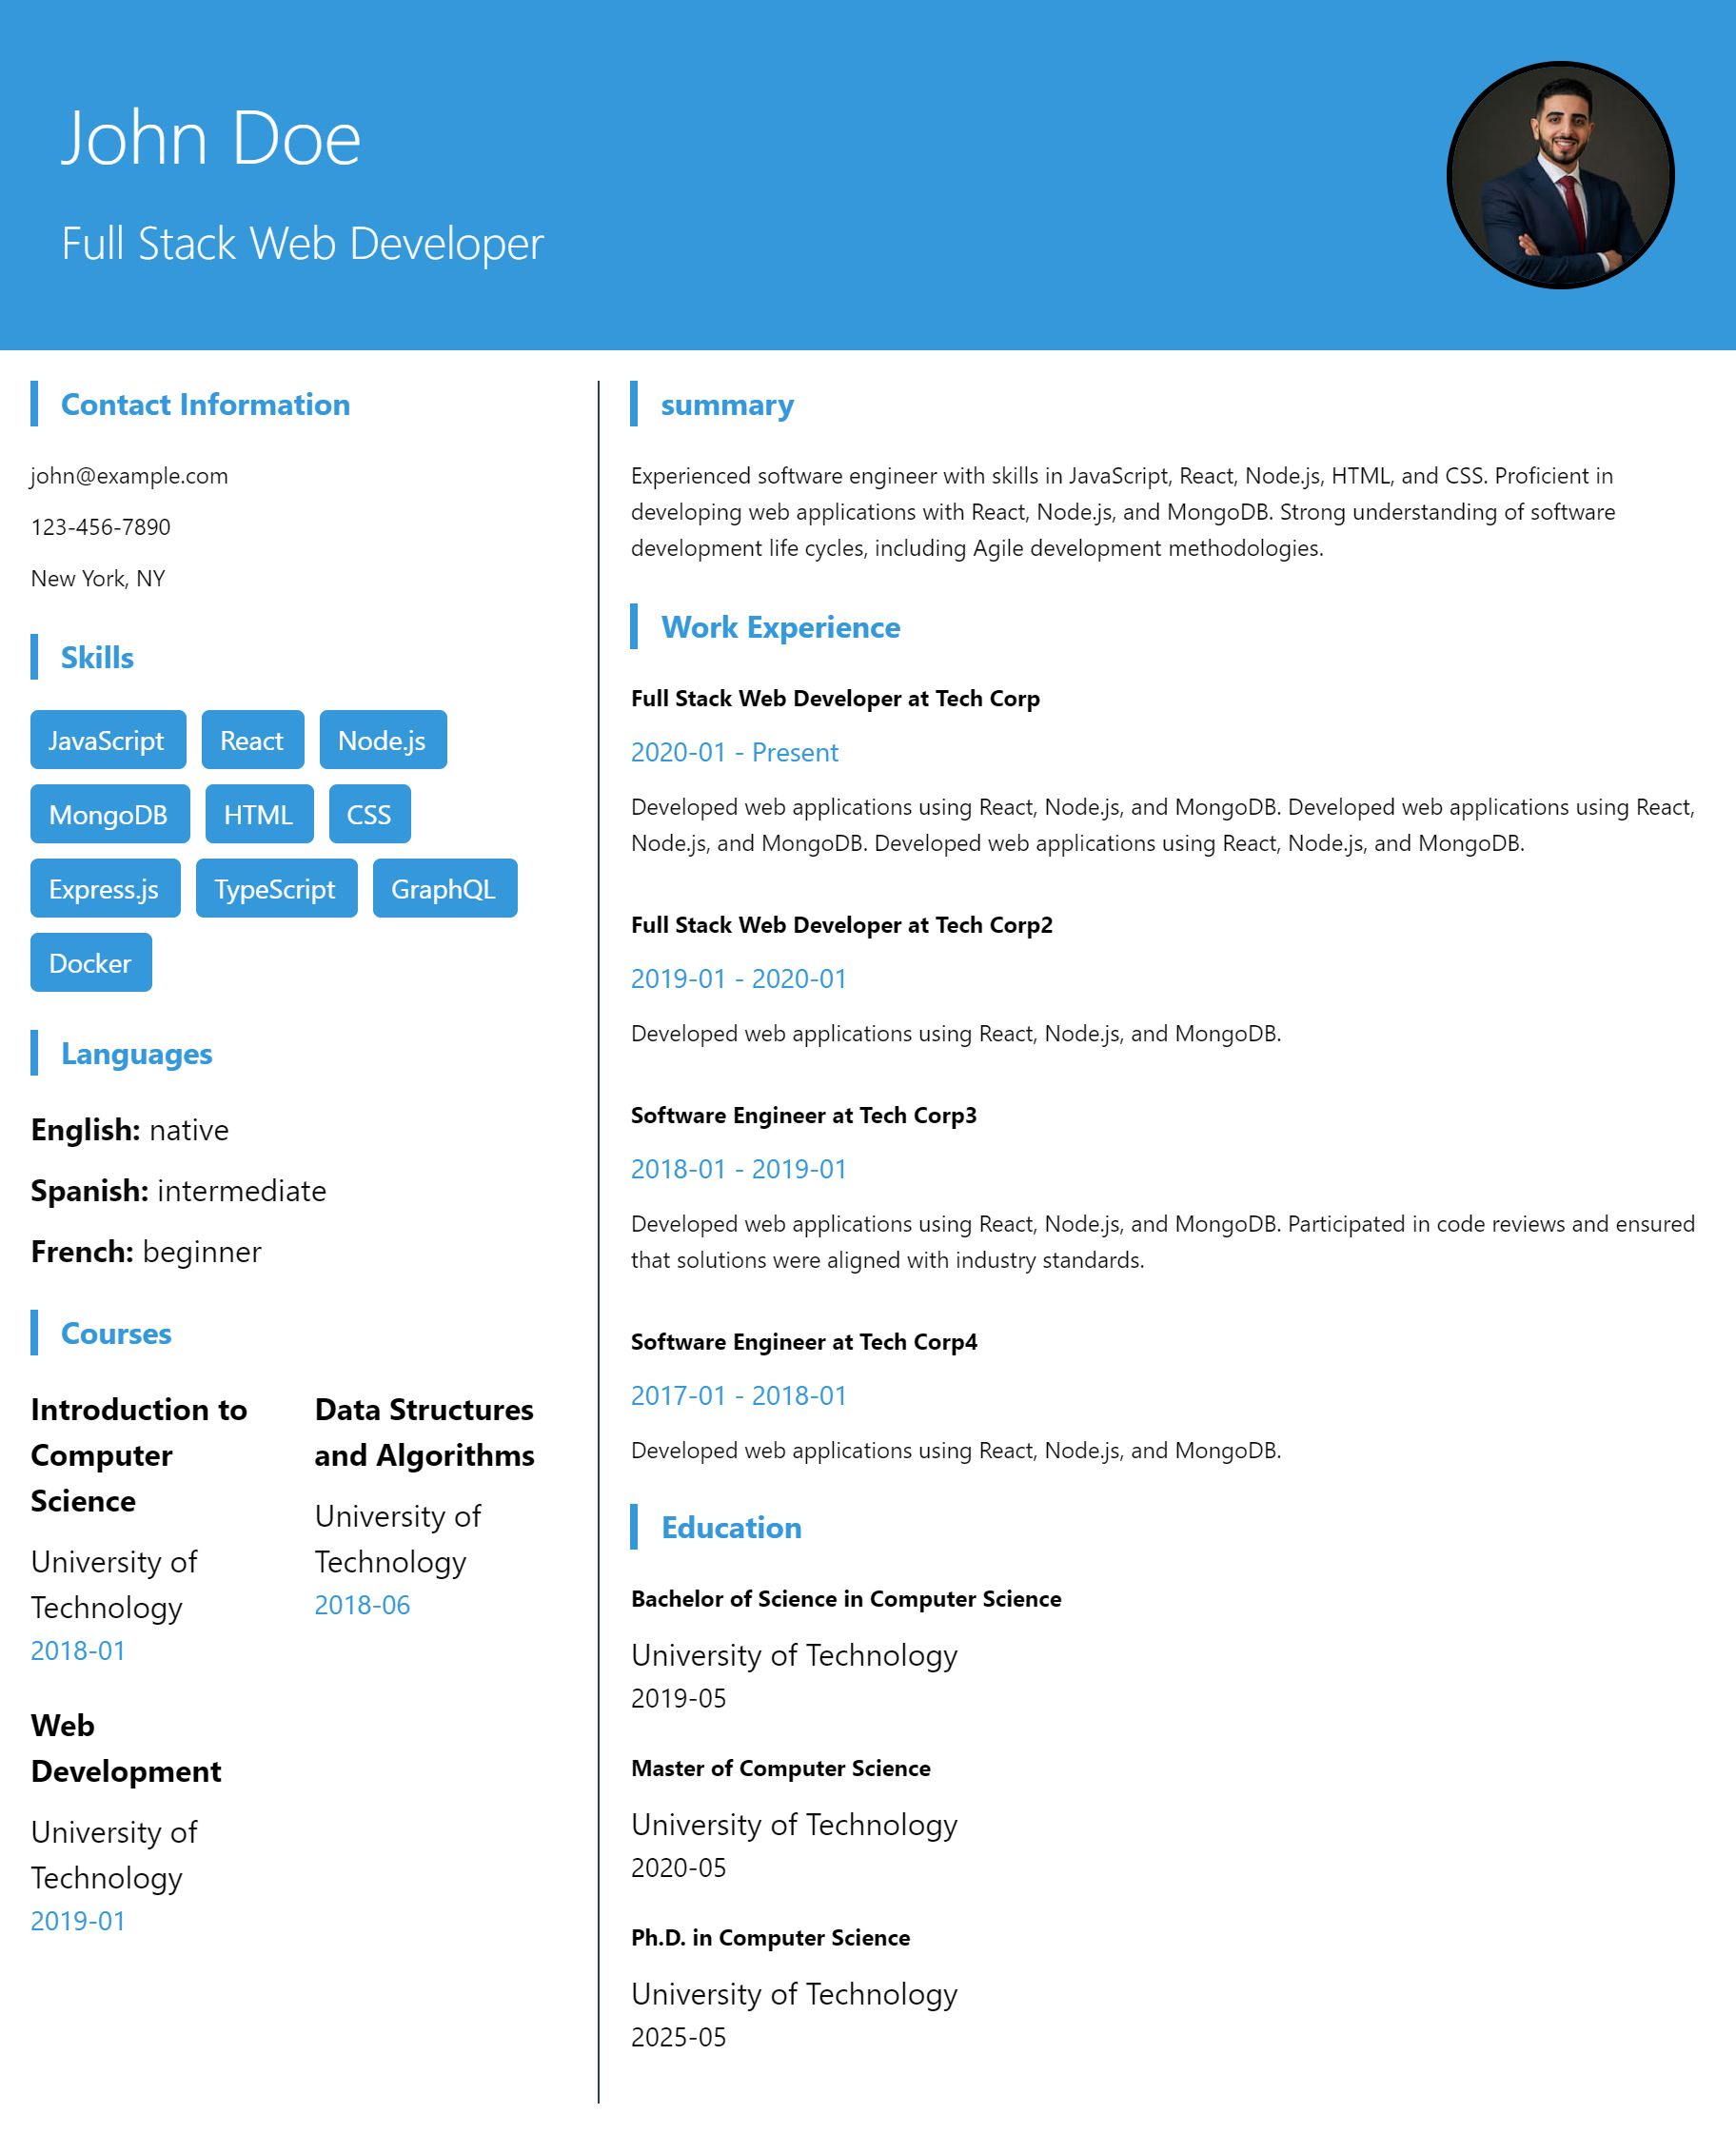 John Doe
Full Stack Web Developer
Contact Information
john@example.com
123-456-7890
New York, NY
Skills
JavaScript React Node.js
MongoDB HTML CSS
Express.js TypeScript GraphQL
Docker
Languages
English: native
Spanish: intermediate
French: beginner
Courses
Introduction to
Computer
Science
University of
Technology
2018-01
Data Structures
and Algorithms
University of
Technology
2018-06
Web
Development
University of
Technology
2019-01
summary
Experienced software engineer with skills in JavaScript, React, Node.js, HTML, and CSS. Proficient in
developing web applications with React, Node.js, and MongoDB. Strong understanding of software
development life cycles, including Agile development methodologies.
Work Experience
Full Stack Web Developer at Tech Corp
2020-01 - Present
Developed web applications using React, Node.js, and MongoDB. Developed web applications using React,
Node.js, and MongoDB. Developed web applications using React, Node.js, and MongoDB.
Full Stack Web Developer at Tech Corp2
2019-01 - 2020-01
Developed web applications using React, Node.js, and MongoDB.
Software Engineer at Tech Corp3
2018-01 - 2019-01
Developed web applications using React, Node.js, and MongoDB. Participated in code reviews and ensured
that solutions were aligned with industry standards.
Software Engineer at Tech Corp4
2017-01 - 2018-01
Developed web applications using React, Node.js, and MongoDB.
Education
Bachelor of Science in Computer Science
University of Technology
2019-05
Master of Computer Science
University of Technology
2020-05
Ph.D. in Computer Science
University of Technology
2025-05